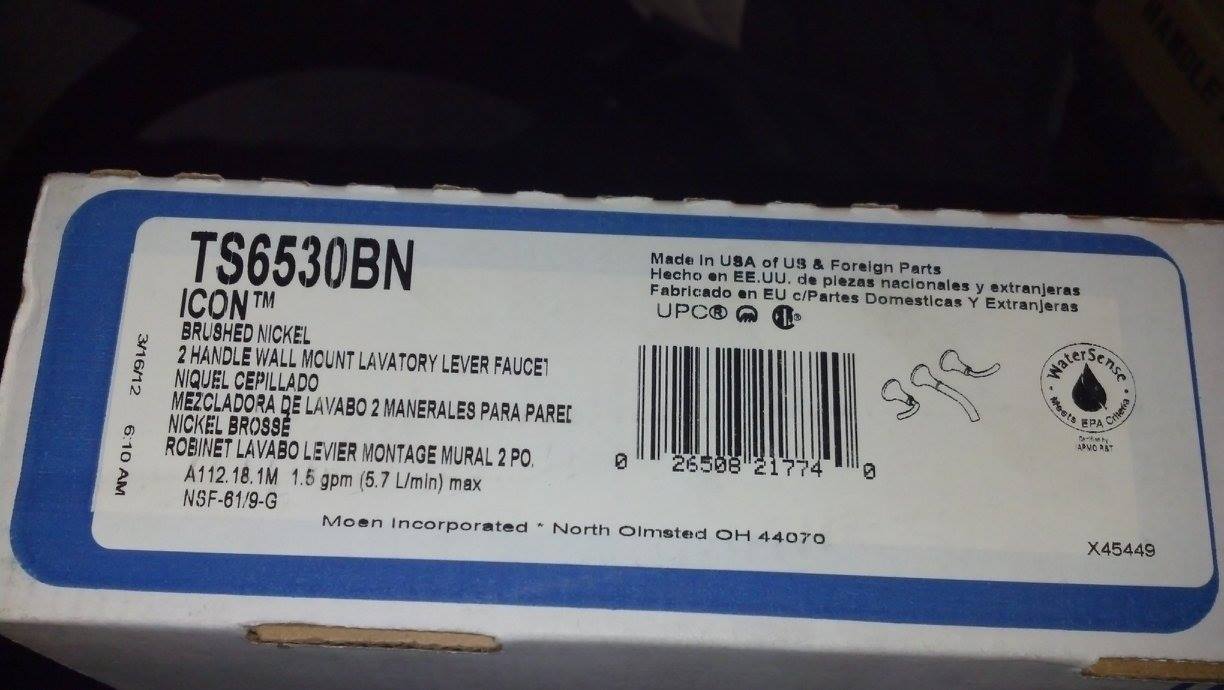 TS6530BN
ICON™
BRUSHED NICKEL
2 HANDLE WALL MOUNT LAVATORY LEVER FAUCET
NIQUEL CEPILLADO
MEZCLADORA DE LAVABO 2 MANERALES PARA PARED
NICKEL BROSSÉ
ROBINET LAVABO LEVIER MONTAGE MURAL 2 PO.
A112.18.1M 1.5 gpm (5.7 L/min) max
NSF-61/9-G
3/16/12 6:10 AM
Made in USA of US & Foreign Parts
Hecho en EE.UU. de piezas nacionales y extranjeras
Fabricado en EU c/Partes Domesticas Y Extranjeras
UPC®
0 26508 21774 0
WaterSense
Meets EPA Criteria
Certified by
IAPMO R&T
Moen Incorporated * North Olmsted OH 44070
X45449